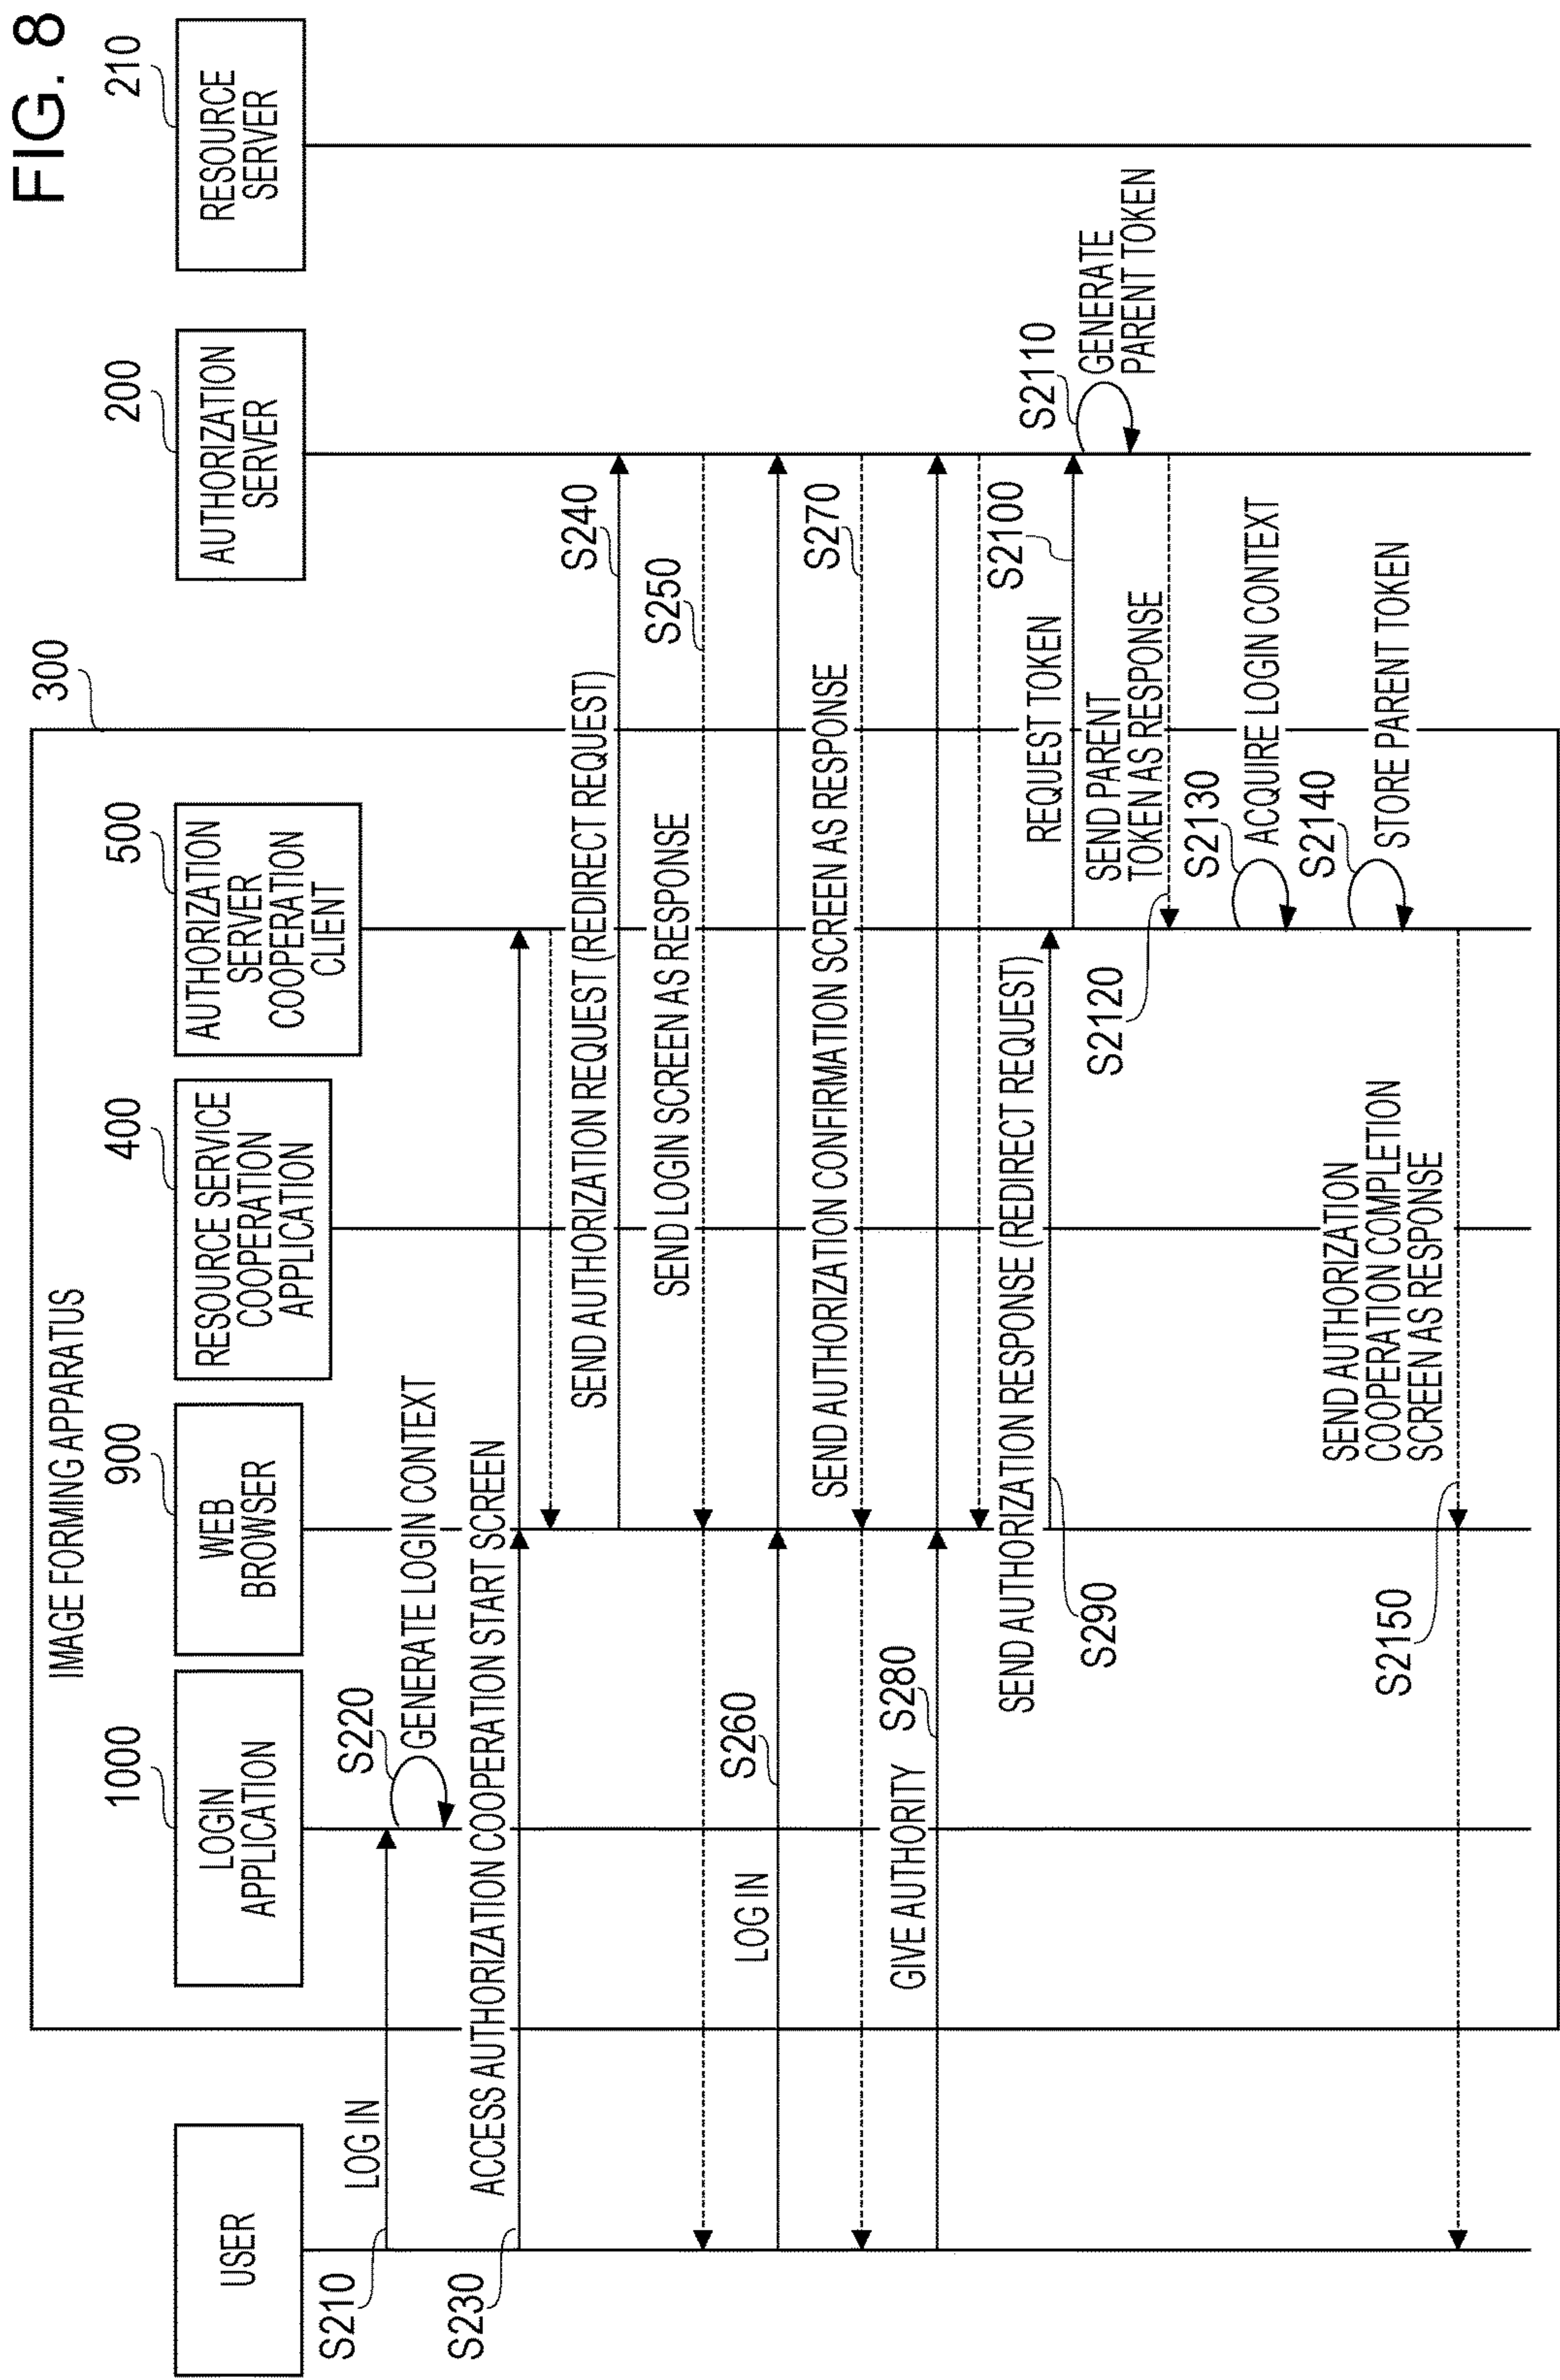 FIG. 8
300
IMAGE FORMING APPARATUS
1000
900
400
500
200
210
USER
LOGIN
APPLICATION
WEB
BROWSER
RESOURCE SERVICE
COOPERATION
APPLICATION
AUTHORIZATION
SERVER
COOPERATION
CLIENT
AUTHORIZATION
SERVER
RESOURCE
SERVER
S210
LOG IN
S220
GENERATE LOGIN CONTEXT
S230
ACCESS AUTHORIZATION COOPERATION START SCREEN
SEND AUTHORIZATION REQUEST (REDIRECT REQUEST)
S240
SEND LOGIN SCREEN AS RESPONSE
S250
LOG IN
S260
SEND AUTHORIZATION CONFIRMATION SCREEN AS RESPONSE
S270
GIVE AUTHORITY
S280
SEND AUTHORIZATION RESPONSE (REDIRECT REQUEST)
S290
REQUEST TOKEN
S2100
S2110
GENERATE
PARENT TOKEN
SEND PARENT
TOKEN AS RESPONSE
S2120
S2130
ACQUIRE LOGIN CONTEXT
S2140
STORE PARENT TOKEN
SEND AUTHORIZATION
COOPERATION COMPLETION
SCREEN AS RESPONSE
S2150